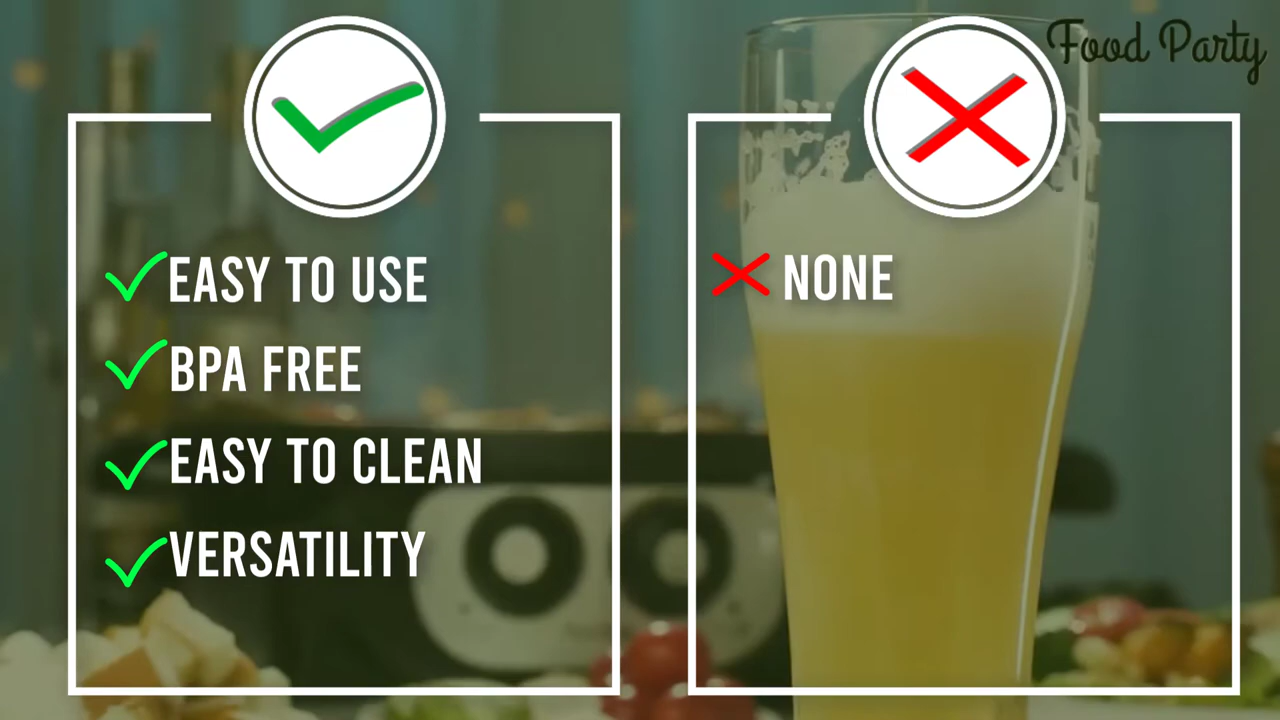 Food Party
EASY TO USE
BPA FREE
EASY TO CLEAN
VERSATILITY
NONE